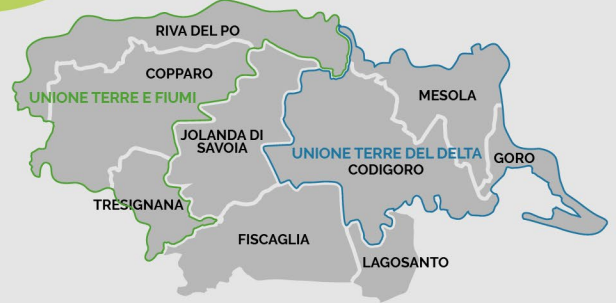 RIVA DEL PO
COPPARO
UNIONE TERRE E FIUMI
MESOLA
JOLANDA DI
SAVOIA
UNIONE TERRE DEL DELTA
CODIGORO
GORO
TRESIGNANA
FISCAGLIA
LAGOSANTO